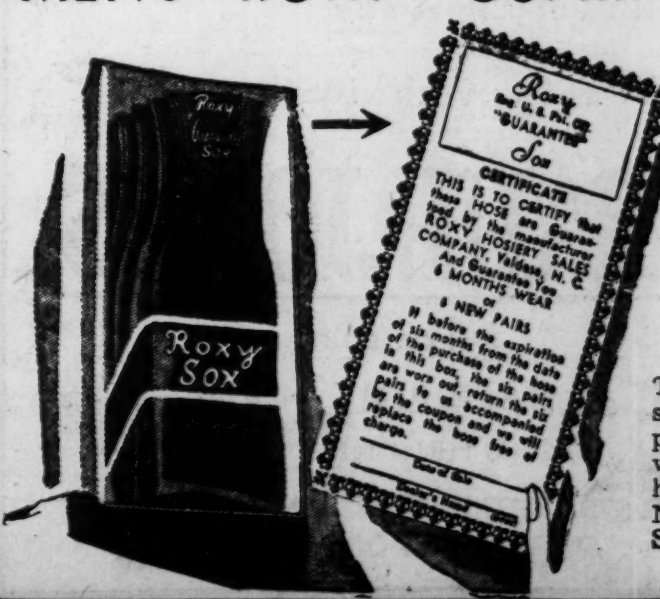 Roxy
Sox
Roxy
SOX
Roxy
Reg. U. S. Pat. Off.
"GUARANTEE"
Sox
CERTIFICATE
THIS IS TO CERTIFY that
these HOSE are Guaran-
teed by the manufacturer
ROXY HOSIERY SALES
COMPANY, Valdese, N. C.
And Guarantee You
6 MONTHS WEAR
or
6 NEW PAIRS
If before the expiration
of six months from the date
of the purchase of the hose
in this box, the six pairs
are worn out, return the six
pairs to us accompanied
by the coupon and we will
replace the hose free of
charge.
Date of Sale
Dealer's Name